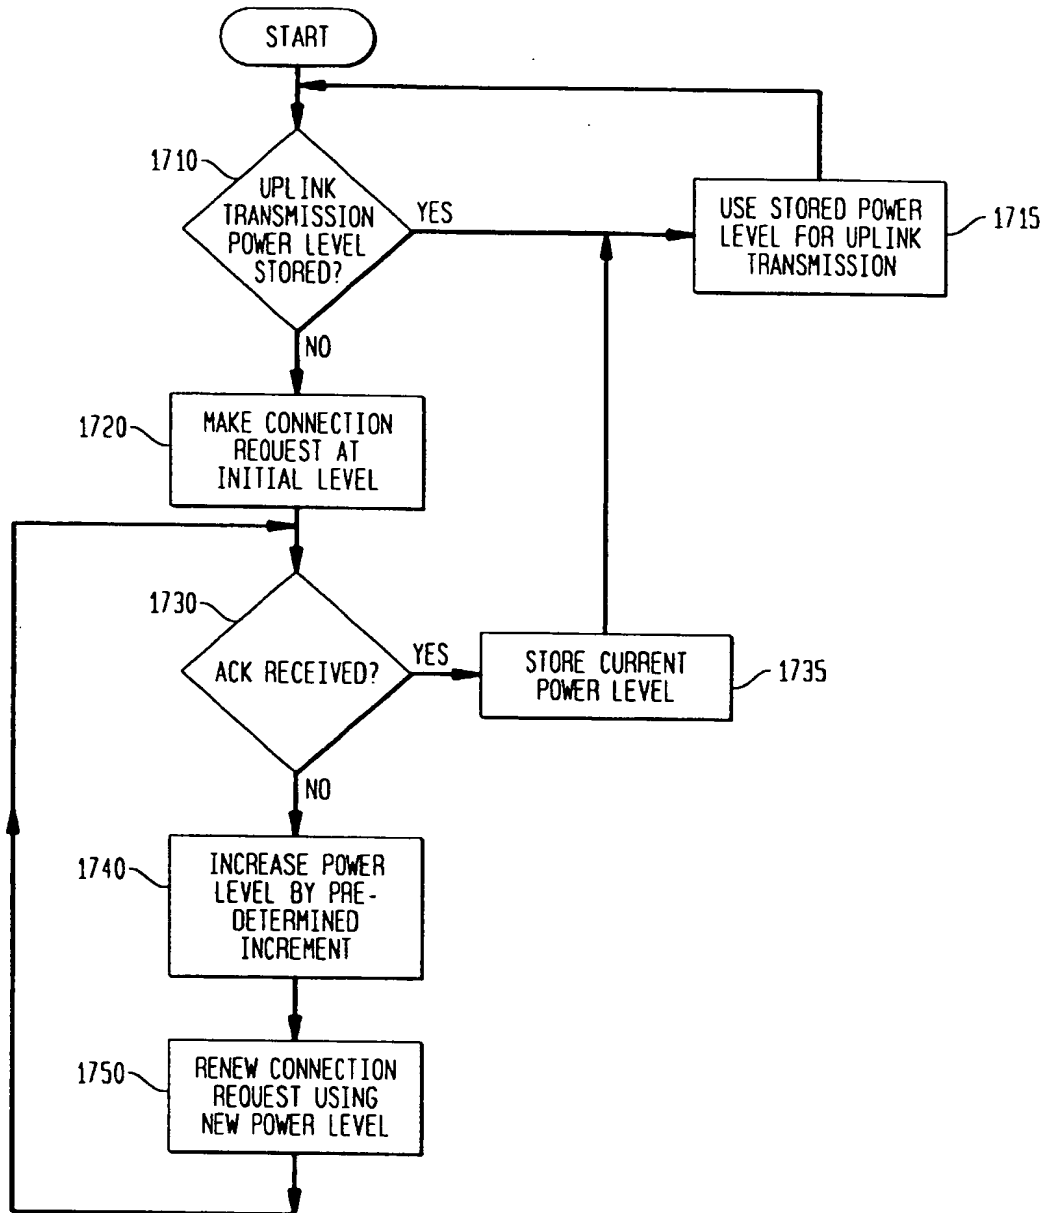 START
1710
UPLINK
TRANSMISSION
POWER LEVEL
STORED?
YES
USE STORED POWER
LEVEL FOR UPLINK
TRANSMISSION
1715
NO
1720
MAKE CONNECTION
REQUEST AT
INITIAL LEVEL
1730
ACK RECEIVED?
YES
STORE CURRENT
POWER LEVEL
1735
NO
1740
INCREASE POWER
LEVEL BY PRE-
DETERMINED
INCREMENT
1750
RENEW CONNECTION
REQUEST USING
NEW POWER LEVEL